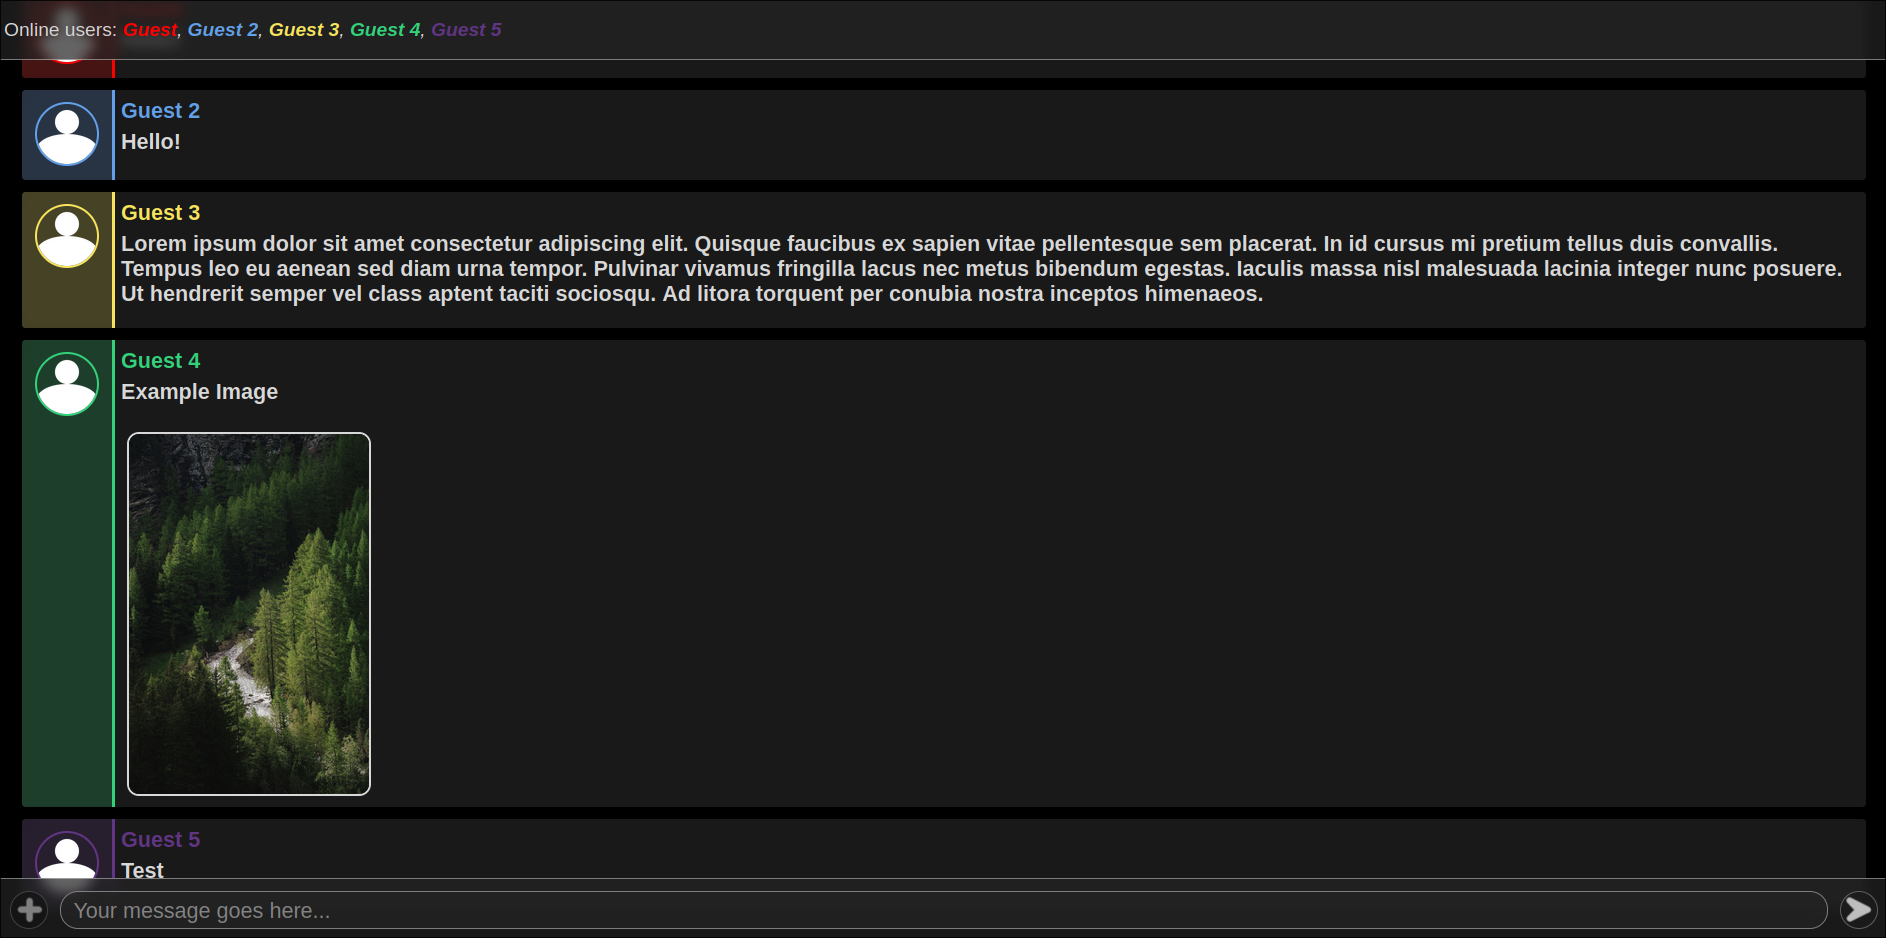 Online users: Guest, Guest 2, Guest 3, Guest 4, Guest 5
Guest 2
Hello!
Guest 3
Lorem ipsum dolor sit amet consectetur adipiscing elit. Quisque faucibus ex sapien vitae pellentesque sem placerat. In id cursus mi pretium tellus duis convallis.
Tempus leo eu aenean sed diam urna tempor. Pulvinar vivamus fringilla lacus nec metus bibendum egestas. Iaculis massa nisl malesuada lacinia integer nunc posuere.
Ut hendrerit semper vel class aptent taciti sociosqu. Ad litora torquent per conubia nostra inceptos himenaeos.
Guest 4
Example Image
Guest 5
Test
Your message goes here...